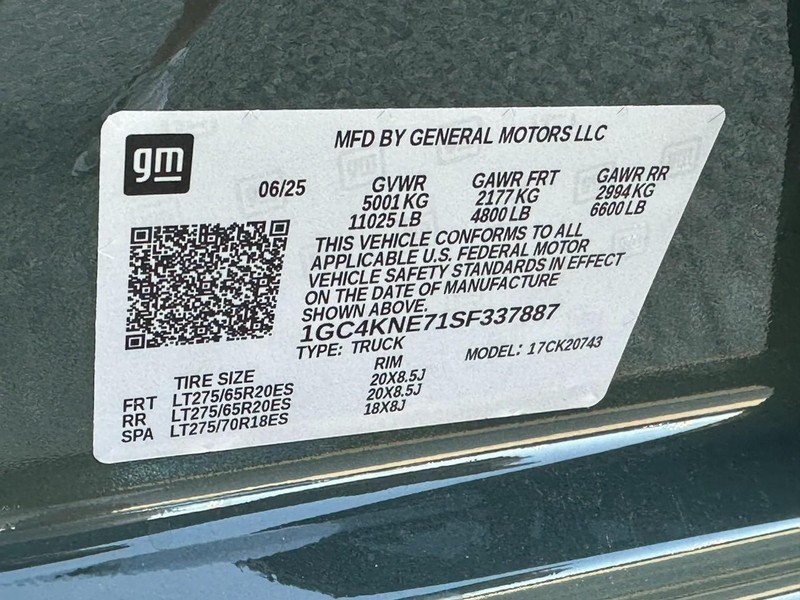 gm
MFD BY GENERAL MOTORS LLC
06/25 GVWR GAWR FRT GAWR RR
5001 KG 2177 KG 2994 KG
11025 LB 4800 LB 6600 LB
THIS VEHICLE CONFORMS TO ALL
APPLICABLE U.S. FEDERAL MOTOR
VEHICLE SAFETY STANDARDS IN EFFECT
ON THE DATE OF MANUFACTURE
SHOWN ABOVE.
1GC4KNE71SF337887
TYPE: TRUCK MODEL: 17CK20743
TIRE SIZE RIM
FRT LT275/65R20ES 20X8.5J
RR LT275/65R20ES 20X8.5J
SPA LT275/70R18ES 18X8J